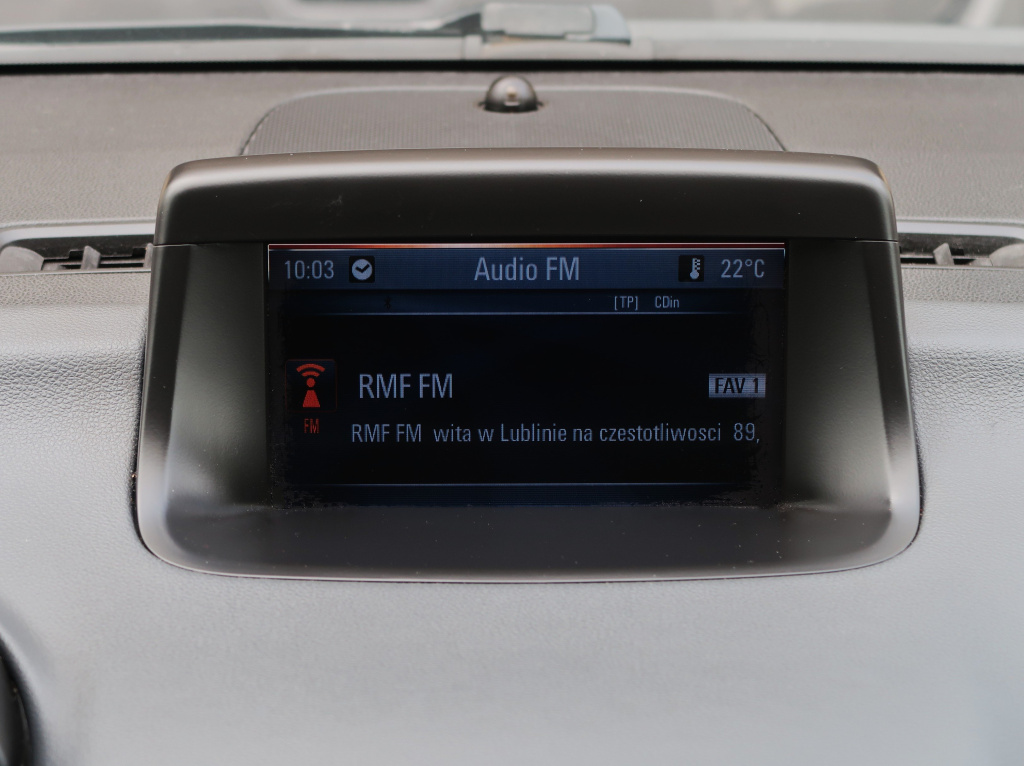 10:03 Audio FM 22°C
[TP] CDin
RMF FM FAV 1
FM
RMF FM wita w Lublinie na czestotliwosci 89,